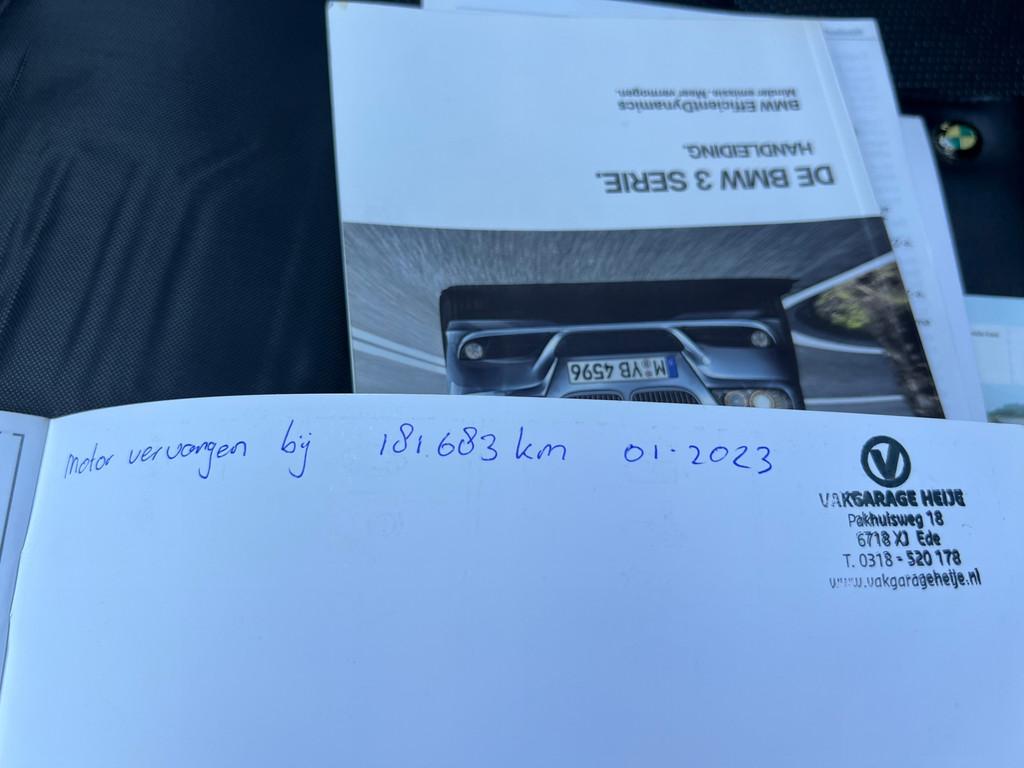 BMW EfficientDynamics
Minder emissie. Meer vermogen.
DE BMW 3 SERIE.
HANDLEIDING.
M YB 4596
motor vervangen bij 181.683 km 01-2023
V
VAKGARAGE HEIJE
Pakhuisweg 18
6718 XJ Ede
T. 0318 - 520 178
www.vakgarageheije.nl